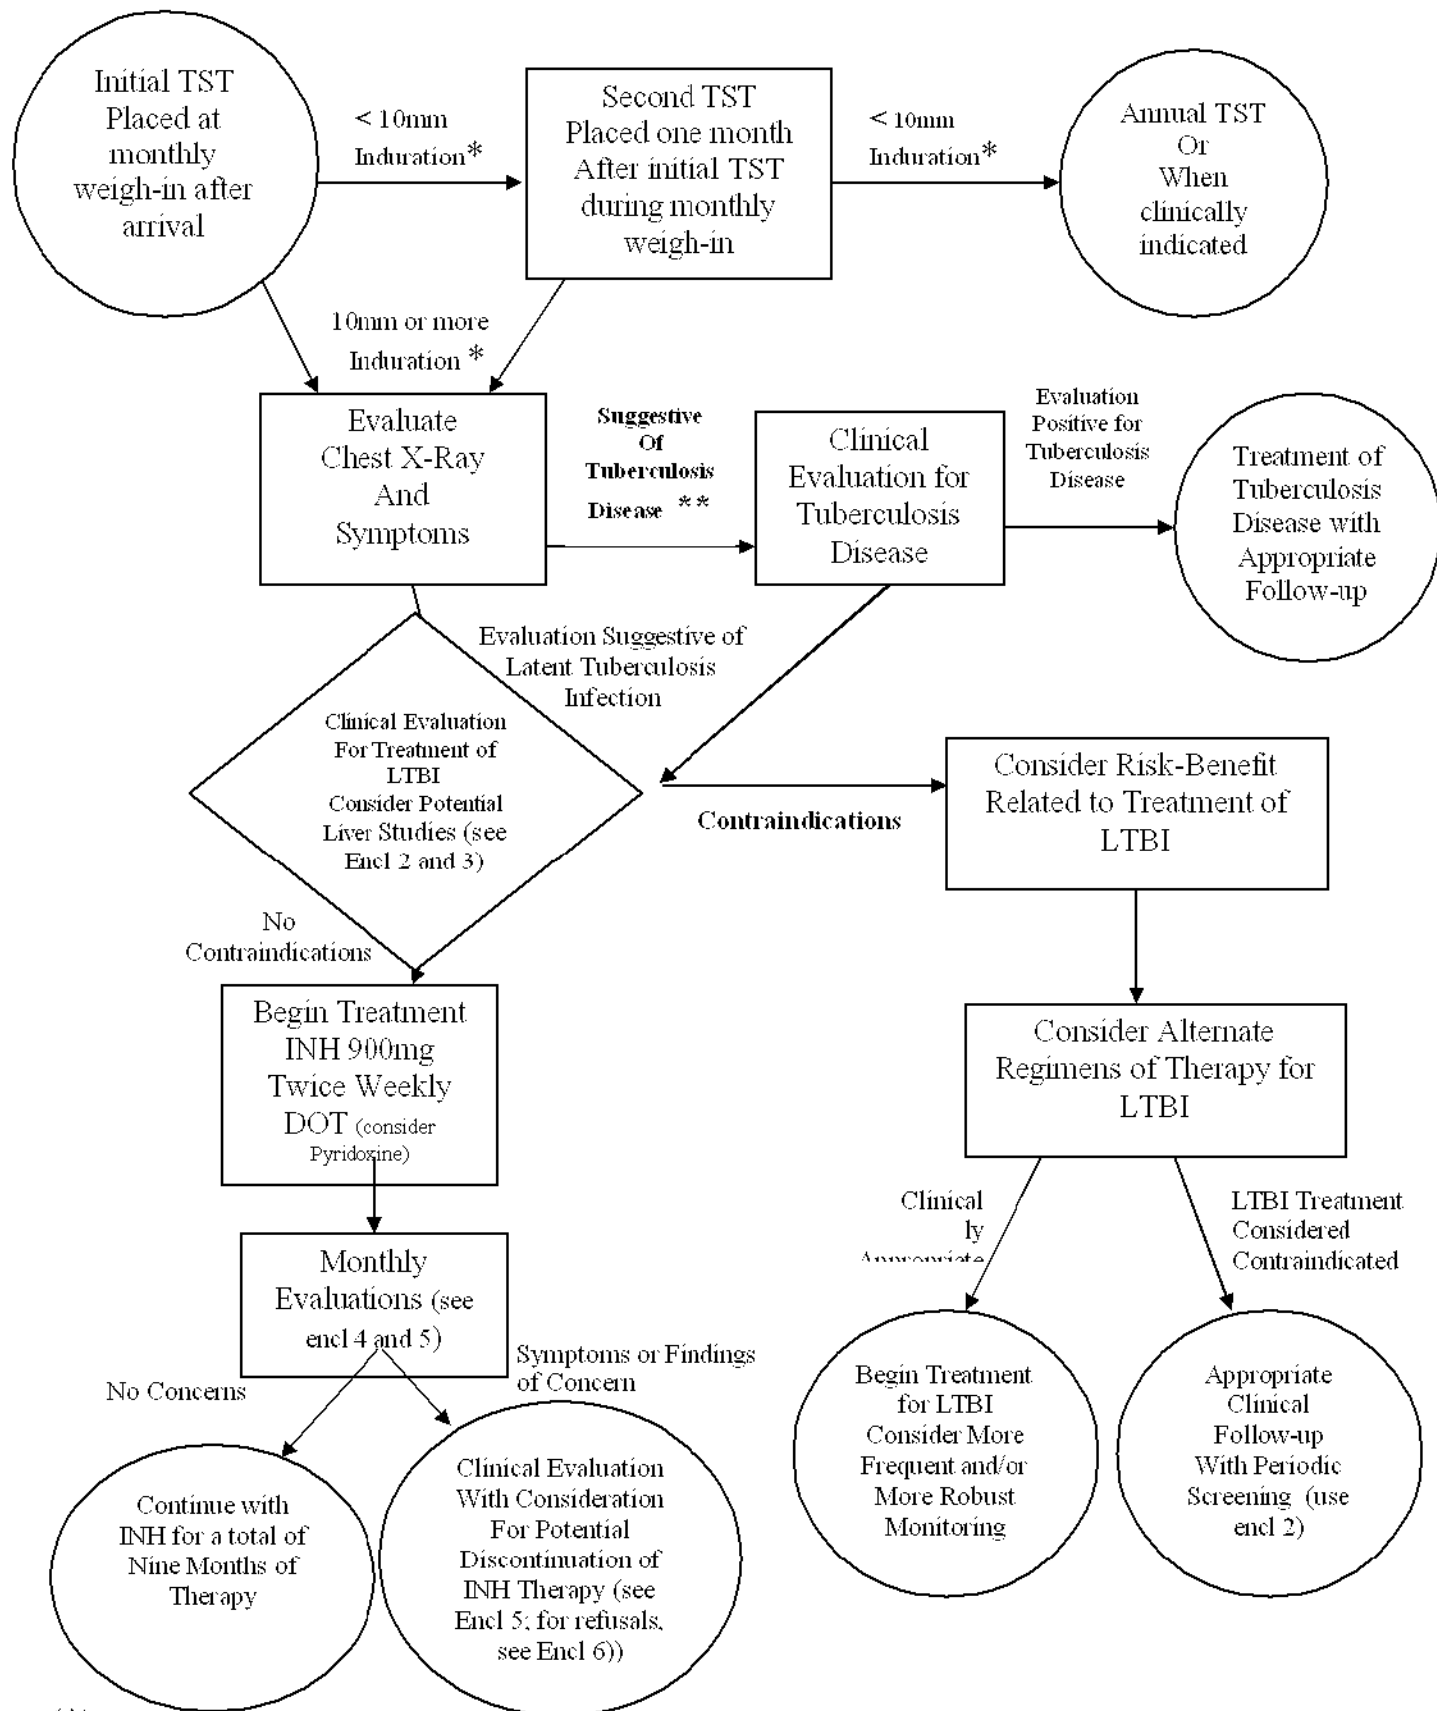 Initial TST
Placed at
monthly
weigh-in after
arrival
< 10mm
Induration*
Second TST
Placed one month
After initial TST
during monthly
weigh-in
< 10mm
Induration*
Annual TST
Or
When
clinically
indicated
10mm or more
Induration *
Evaluate
Chest X-Ray
And
Symptoms
Suggestive
Of
Tuberculosis
Disease **
Clinical
Evaluation for
Tuberculosis
Disease
Evaluation
Positive for
Tuberculosis
Disease
Treatment of
Tuberculosis
Disease with
Appropriate
Follow-up
Evaluation Suggestive of
Latent Tuberculosis
Infection
Clinical Evaluation
For Treatment of
LTBI
Consider Potential
Liver Studies (see
Encl 2 and 3)
Contraindications
Consider Risk-Benefit
Related to Treatment of
LTBI
No
Contraindications
Begin Treatment
INH 900mg
Twice Weekly
DOT (consider
Pyridoxine)
Consider Alternate
Regimens of Therapy for
LTBI
Clinical
ly
Appropriate
LTBI Treatment
Considered
Contraindicated
Monthly
Evaluations (see
encl 4 and 5)
No Concerns
Symptoms or Findings
of Concern
Continue with
INH for a total of
Nine Months of
Therapy
Clinical Evaluation
With Consideration
For Potential
Discontinuation of
INH Therapy (see
Encl 5; for refusals,
see Encl 6))
Begin Treatment
for LTBI
Consider More
Frequent and/or
More Robust
Monitoring
Appropriate
Clinical
Follow-up
With Periodic
Screening (use
encl 2)